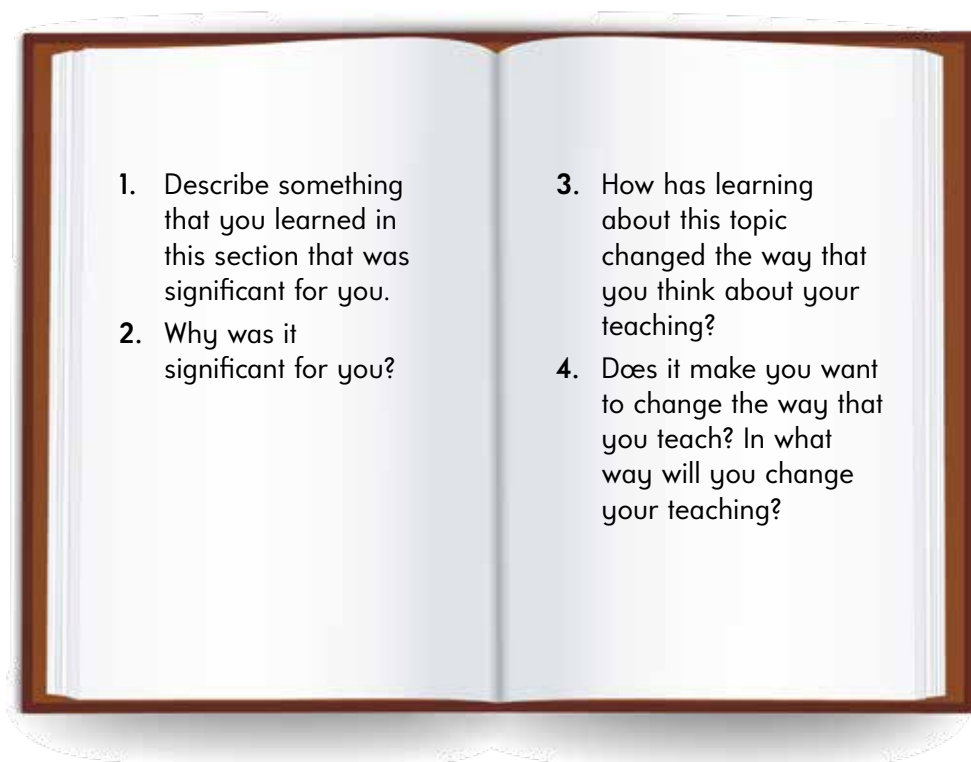 1. Describe something
that you learned in
this section that was
significant for you.
2. Why was it
significant for you?
3. How has learning
about this topic
changed the way that
you think about your
teaching?
4. Does it make you want
to change the way that
you teach? In what
way will you change
your teaching?